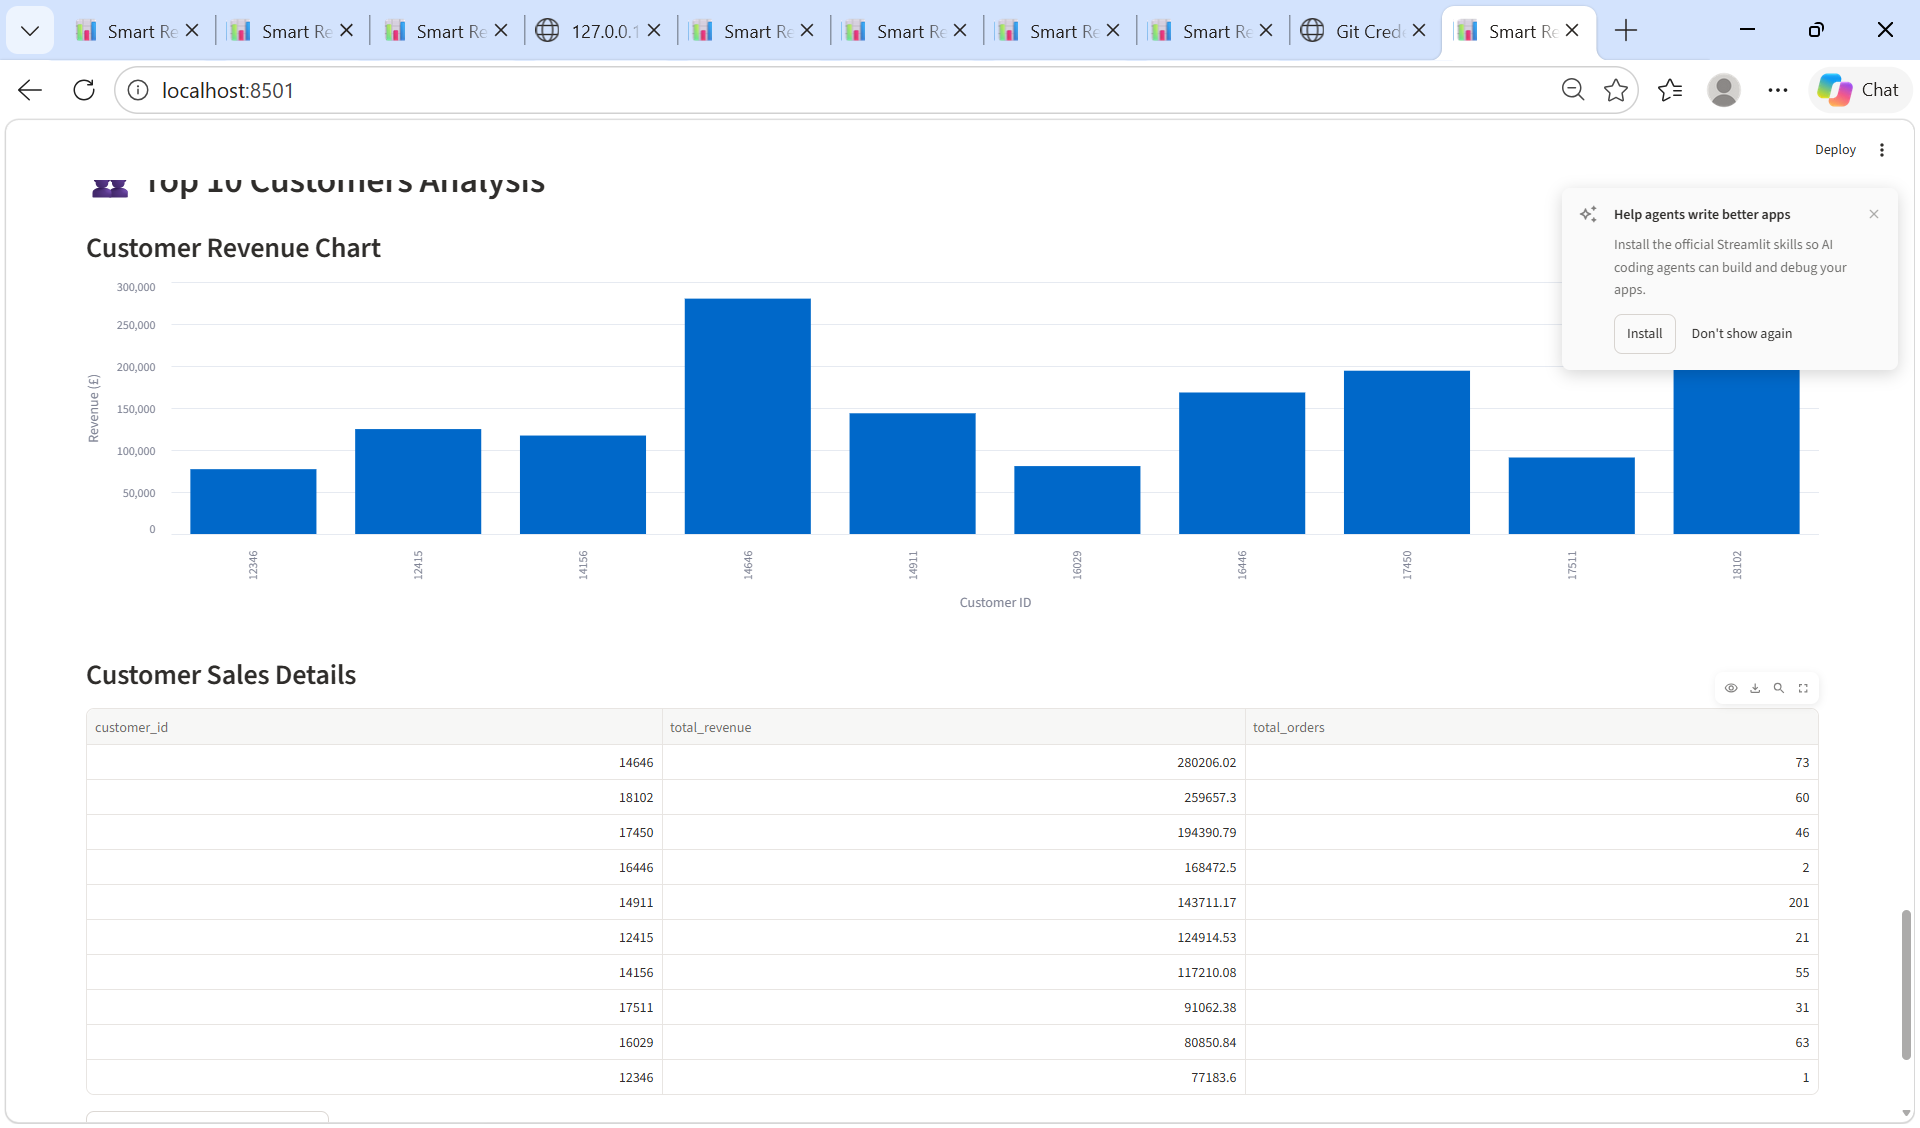 Smart Re Smart Re Smart Re 127.0.0.1 Smart Re Smart Re Smart Re Smart Re Git Crede Smart Re
localhost:8501
Chat
Deploy
Top 10 Customers Analysis
Help agents write better apps
Install the official Streamlit skills so AI
coding agents can build and debug your
apps.
Install Don't show again
Customer Revenue Chart
300,000
250,000
200,000
150,000
100,000
50,000
0
Revenue (£)
12346 12415 14156 14646 14911 16029 16446 17450 17511 18102
Customer ID
Customer Sales Details
customer_id total_revenue total_orders
14646 280206.02 73
18102 259657.3 60
17450 194390.79 46
16446 168472.5 2
14911 143711.17 201
12415 124914.53 21
14156 117210.08 55
17511 91062.38 31
16029 80850.84 63
12346 77183.6 1